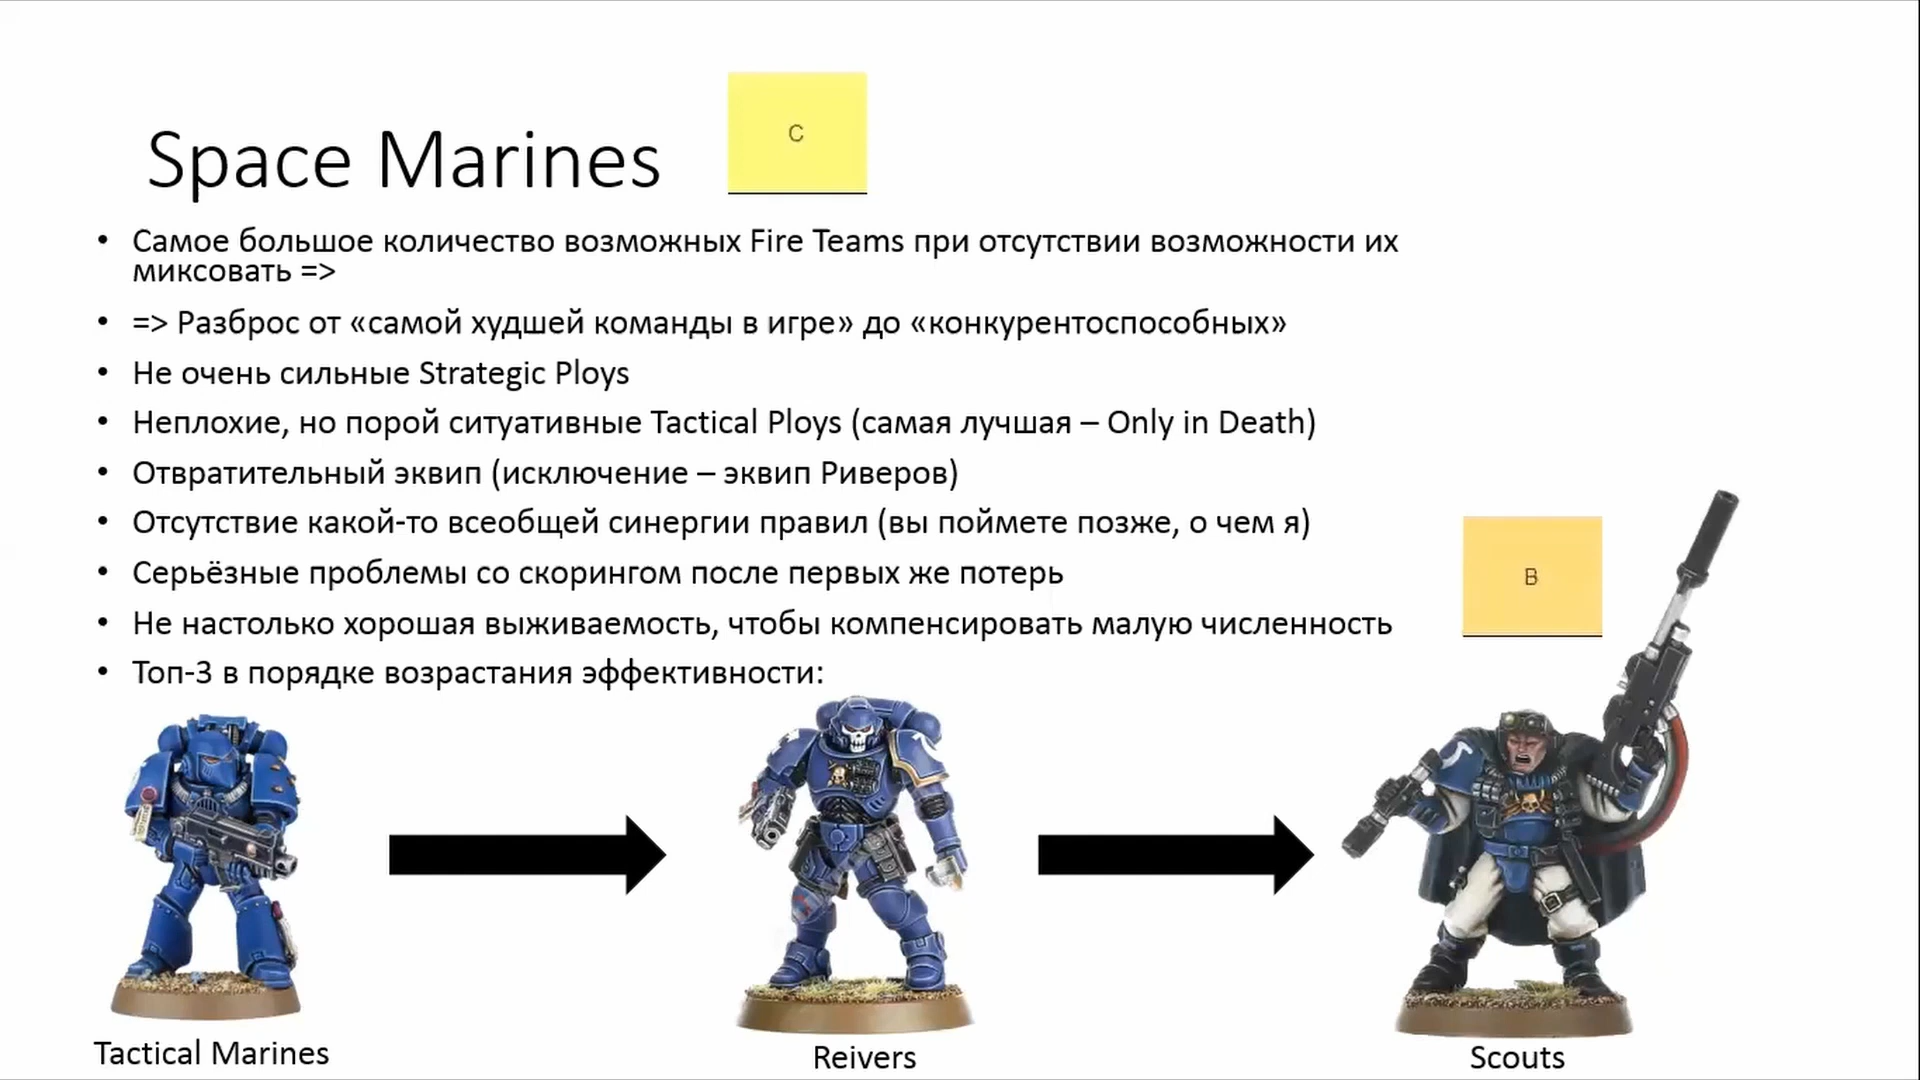 Space Marines
C
• Самое большое количество возможных Fire Teams при отсутствии возможности их
миксовать =>
• => Разброс от «самой худшей команды в игре» до «конкурентоспособных»
• Не очень сильные Strategic Ploys
• Неплохие, но порой ситуативные Tactical Ploys (самая лучшая – Only in Death)
• Отвратительный эквип (исключение – эквип Риверов)
• Отсутствие какой-то всеобщей синергии правил (вы поймете позже, о чем я)
• Серьёзные проблемы со скорингом после первых же потерь
• Не настолько хорошая выживаемость, чтобы компенсировать малую численность
• Топ-3 в порядке возрастания эффективности:
B
Tactical Marines
Reivers
Scouts